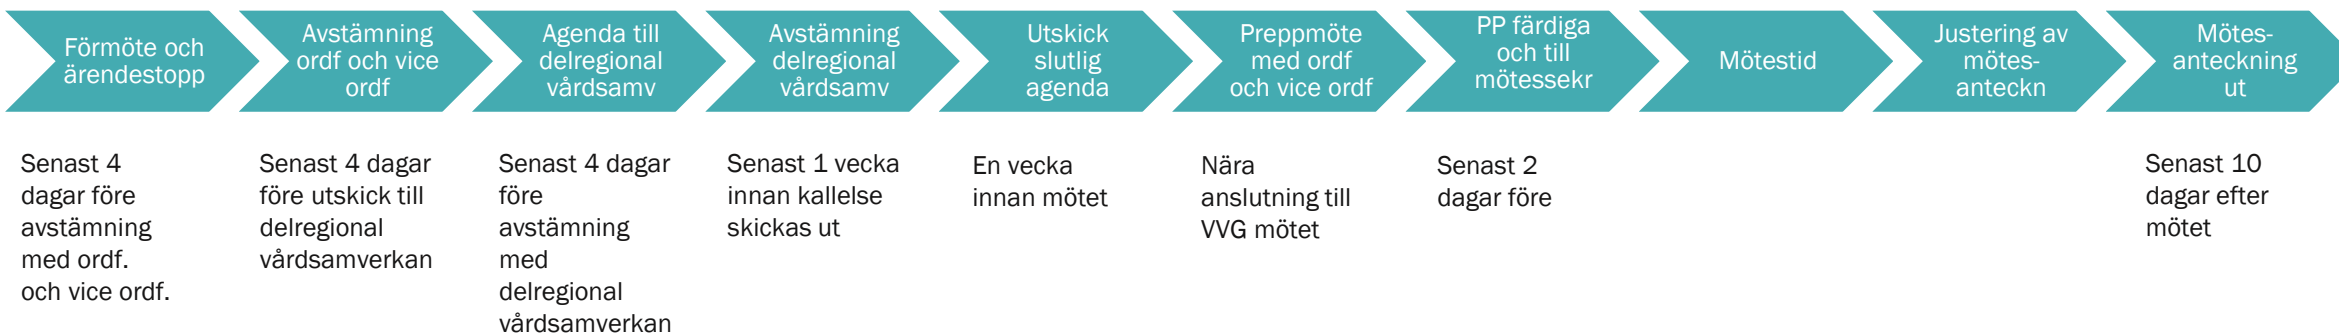 Förmöte och
ärendestopp
Avstämning
ordf och vice
ordf
Agenda till
delregional
vårdsamv
Avstämning
delregional
vårdsamv
Utskick
slutlig
agenda
Preppmöte
med ordf
och vice ordf
PP färdiga
och till
mötessekr
Mötestid
Justering av
mötes-
anteckn
Mötes-
anteckning
ut
Senast 4
dagar före
avstämning
med ordf.
och vice ordf.
Senast 4 dagar
före utskick till
delregional
vårdsamverkan
Senast 4 dagar
före
avstämning
med
delregional
vårdsamverkan
Senast 1 vecka
innan kallelse
skickas ut
En vecka
innan mötet
Nära
anslutning till
VVG mötet
Senast 2
dagar före
Senast 10
dagar efter
mötet